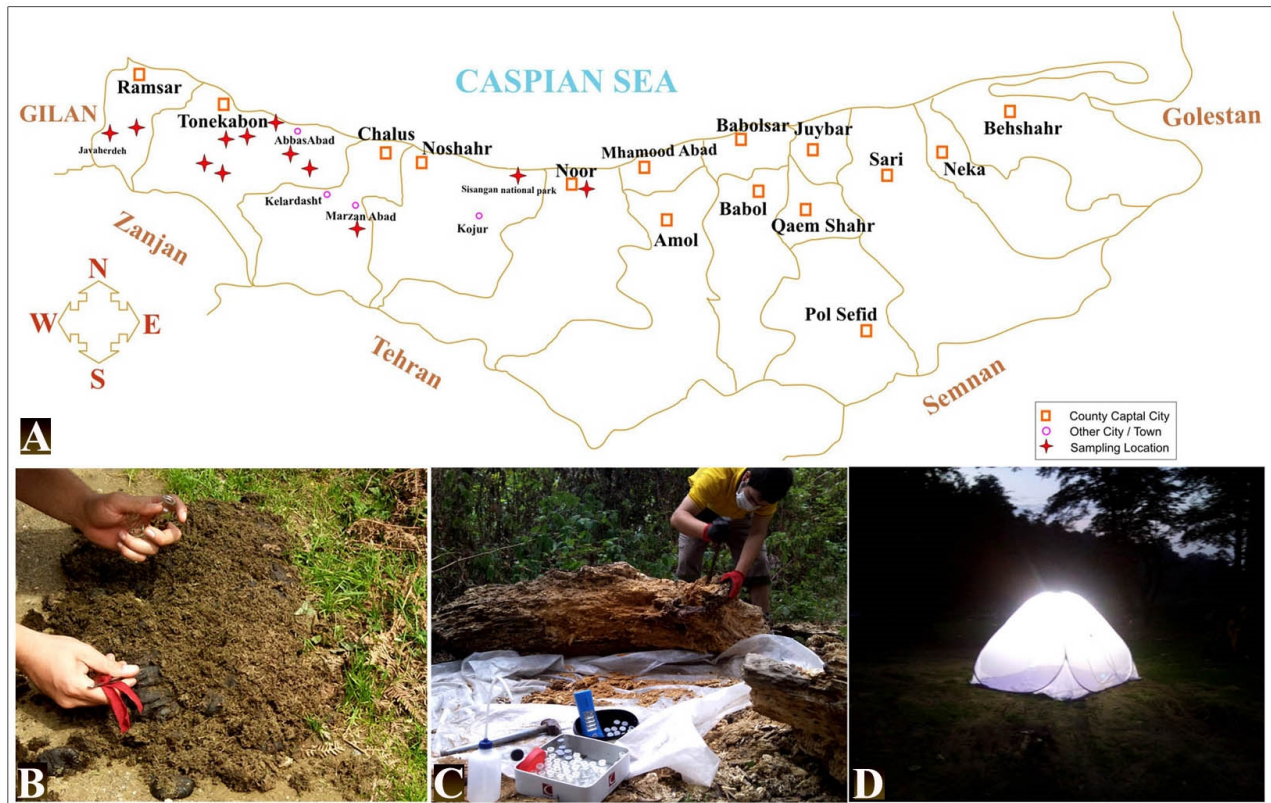 CASPIAN SEA
Ramsar
GILAN
Tonekabon
Javaherdeh
AbbasAbad
Chalus
Noshahr
Sisangan national park
Noor
Mhamood Abad
Babolsar
Juybar
Behshahr
Golestan
Sari
Neka
Kelardasht
Marzan Abad
Kojur
Amol
Babol
Qaem Shahr
Zanjan
N
W
E
S
Tehran
Pol Sefid
Semnan
County Captal City
Other City / Town
Sampling Location
A
B
C
D